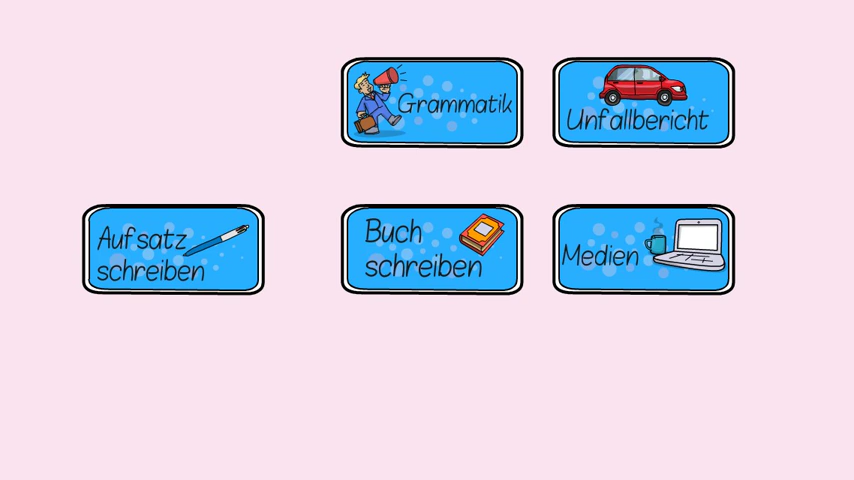 Grammatik
Unfallbericht
Aufsatz
schreiben
Buch
schreiben
Medien